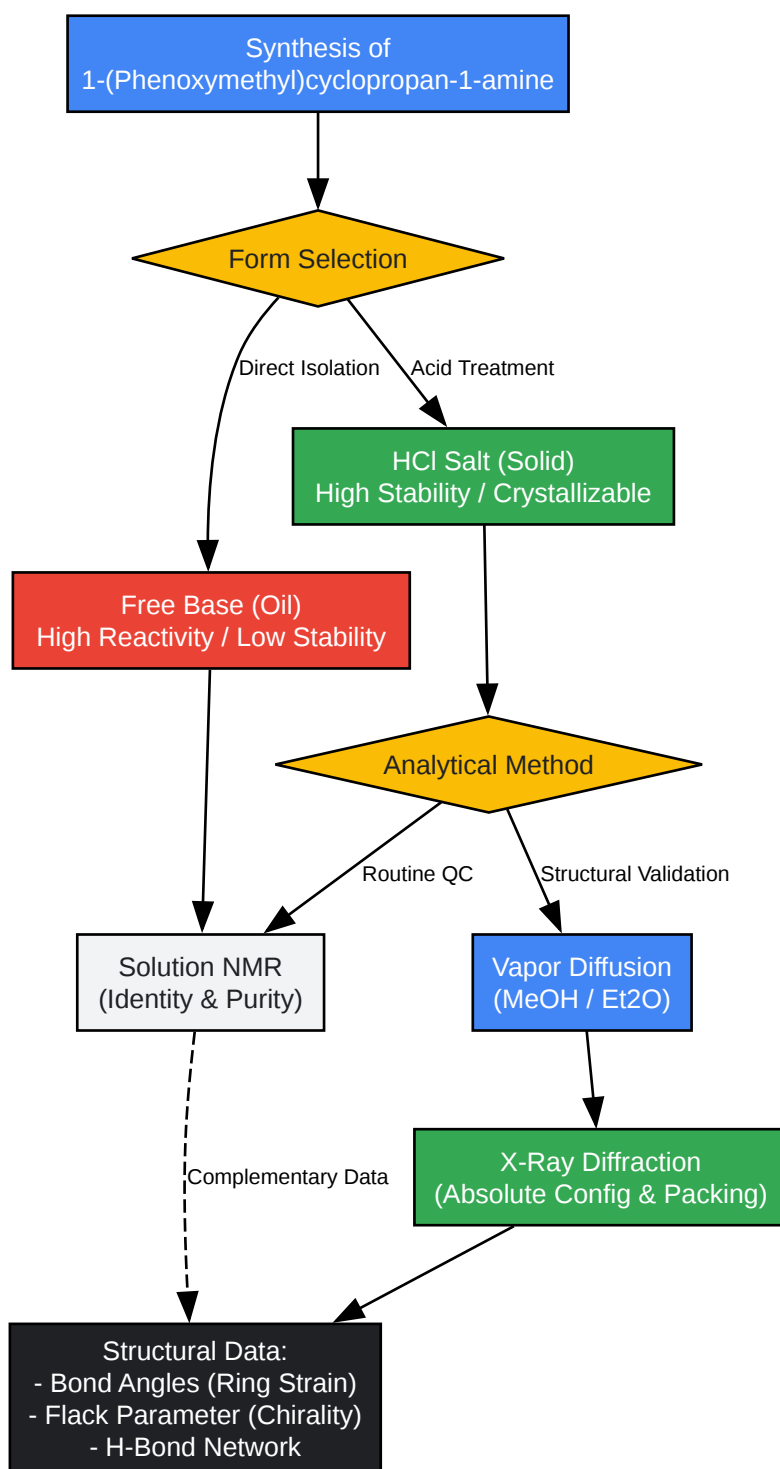 Synthesis of
1-(Phenoxymethyl)cyclopropan-1-amine
Form Selection
Direct Isolation
Acid Treatment
HCl Salt (Solid)
High Stability / Crystallizable
Free Base (Oil)
High Reactivity / Low Stability
Analytical Method
Routine QC
Structural Validation
Solution NMR
(Identity & Purity)
Vapor Diffusion
(MeOH / Et2O)
Complementary Data
X-Ray Diffraction
(Absolute Config & Packing)
Structural Data:
- Bond Angles (Ring Strain)
- Flack Parameter (Chirality)
- H-Bond Network